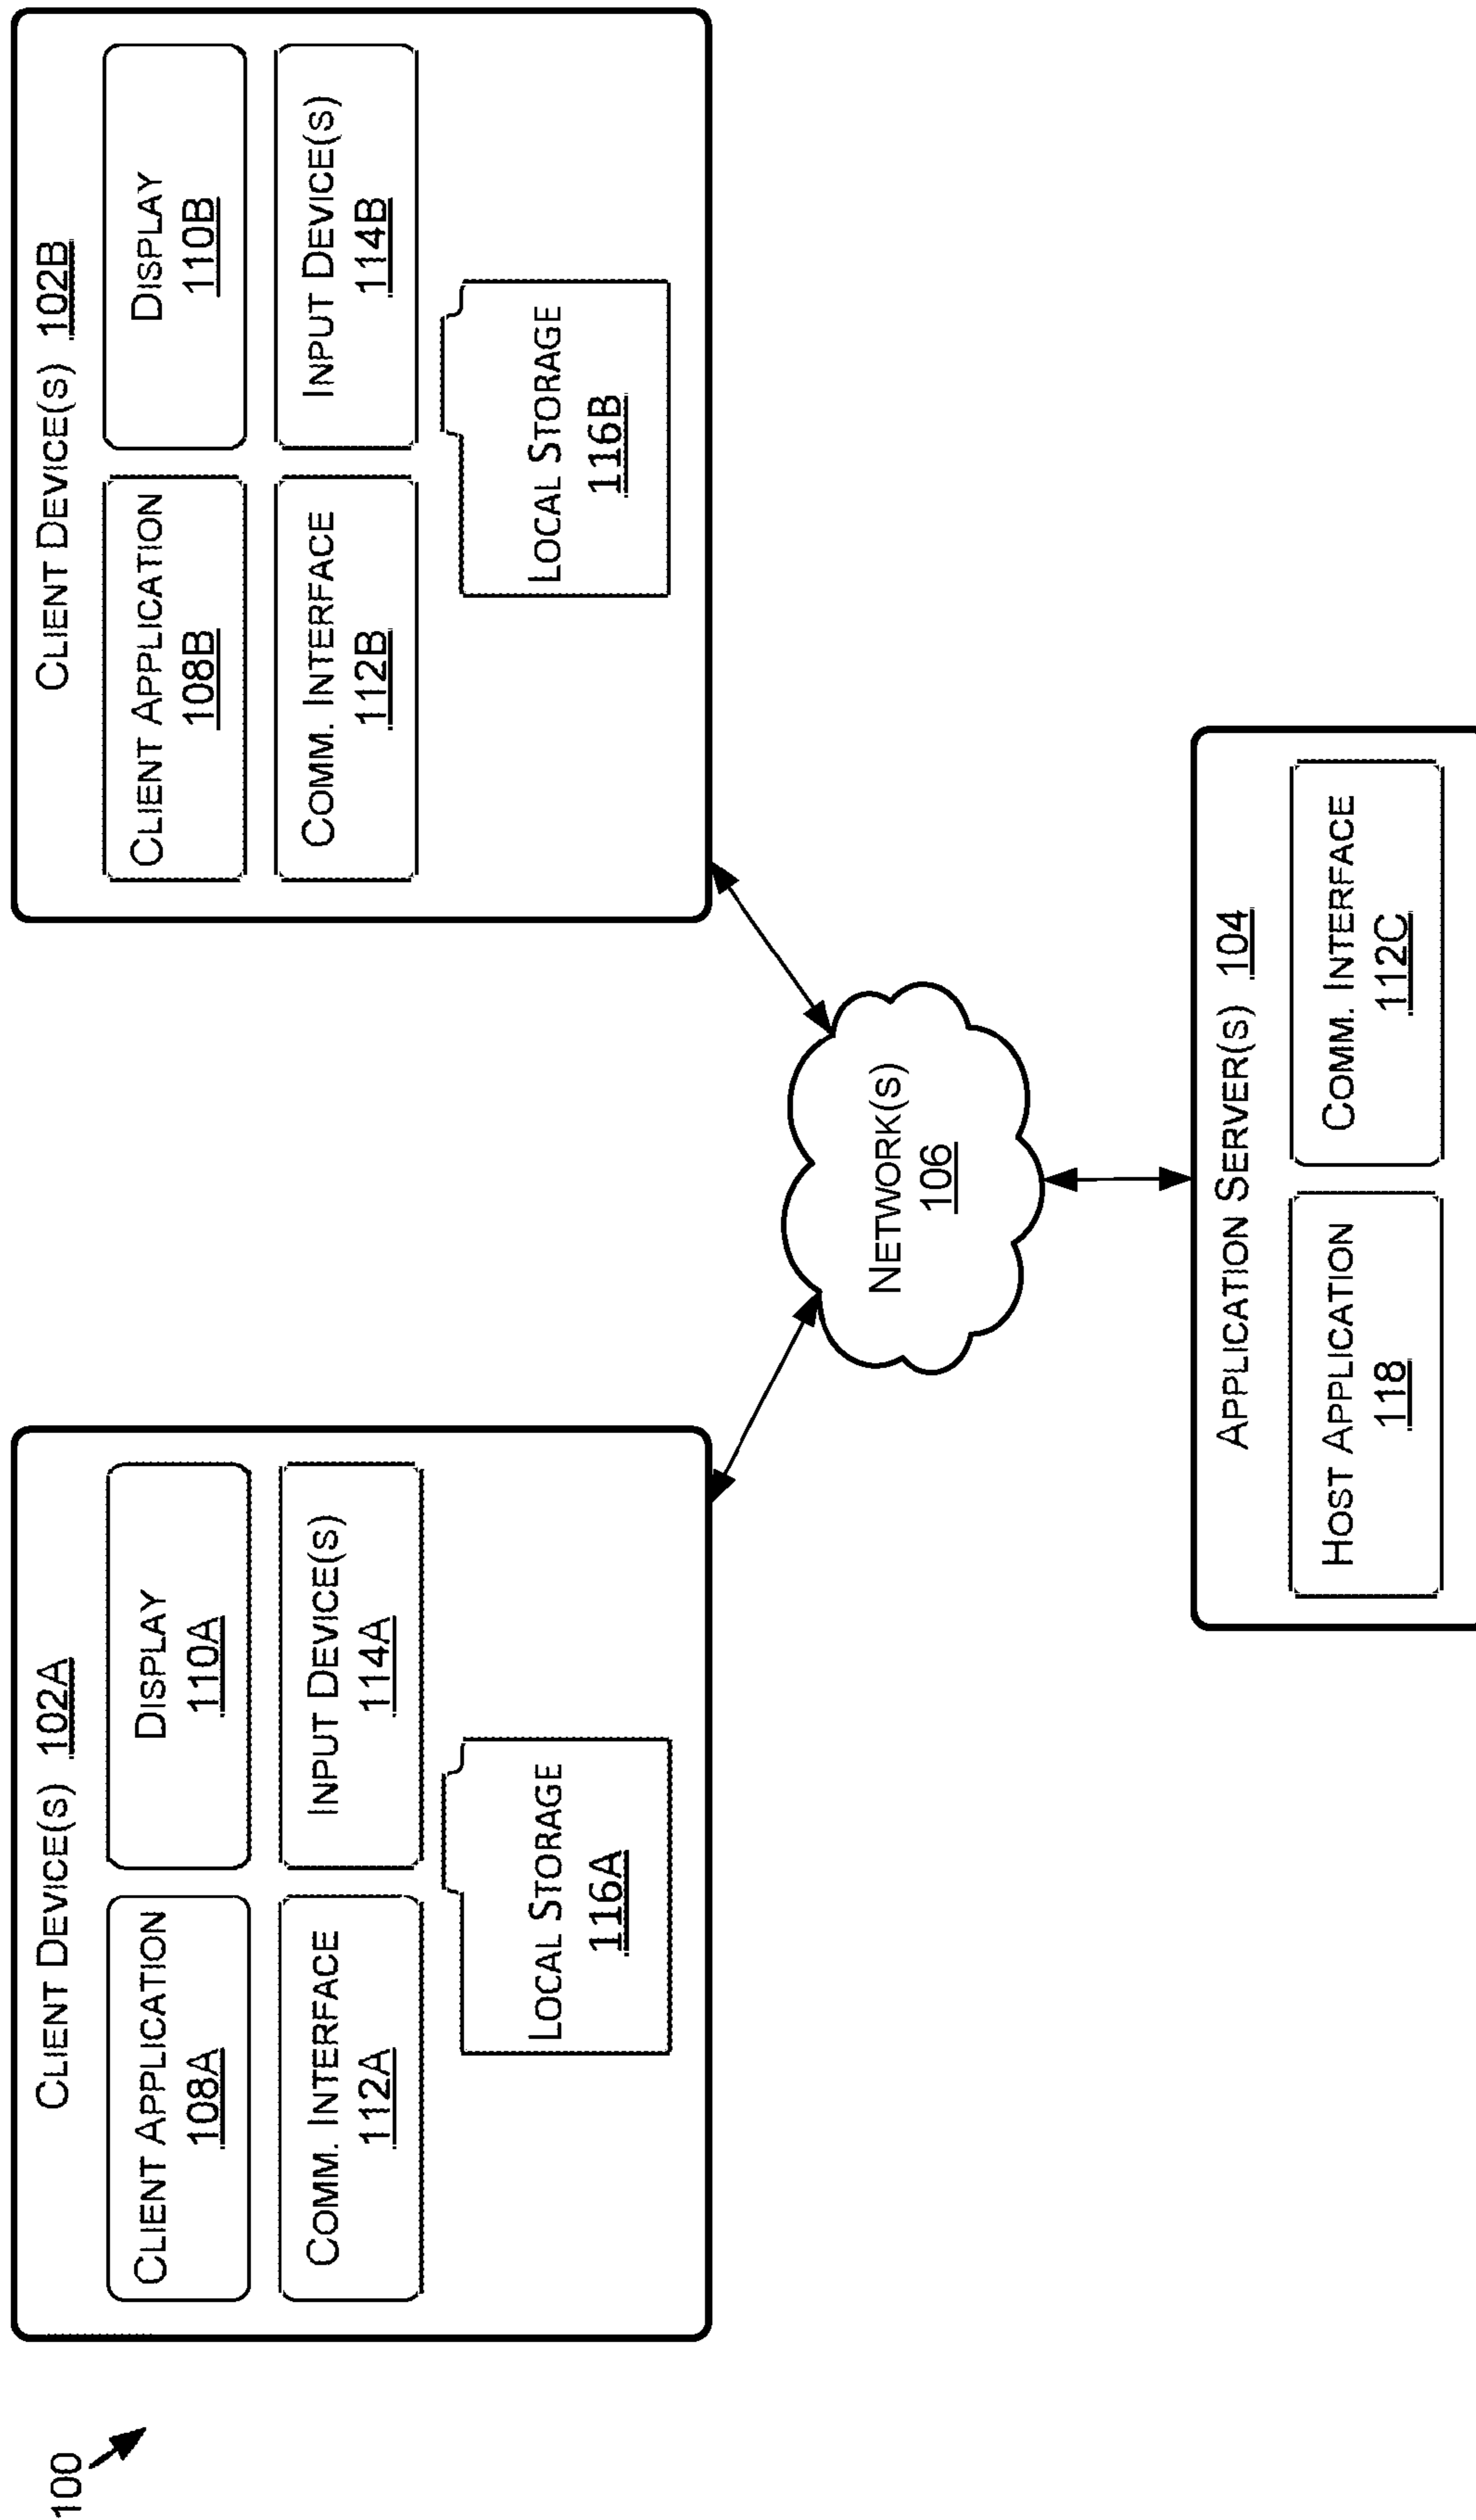 100
CLIENT DEVICE(S) 102A
CLIENT APPLICATION
108A
DISPLAY
110A
COMM. INTERFACE
112A
INPUT DEVICE(S)
114A
LOCAL STORAGE
116A
CLIENT DEVICE(S) 102B
CLIENT APPLICATION
108B
DISPLAY
110B
COMM. INTERFACE
112B
INPUT DEVICE(S)
114B
LOCAL STORAGE
116B
NETWORK(S)
106
APPLICATION SERVER(S) 104
HOST APPLICATION
118
COMM. INTERFACE
112C